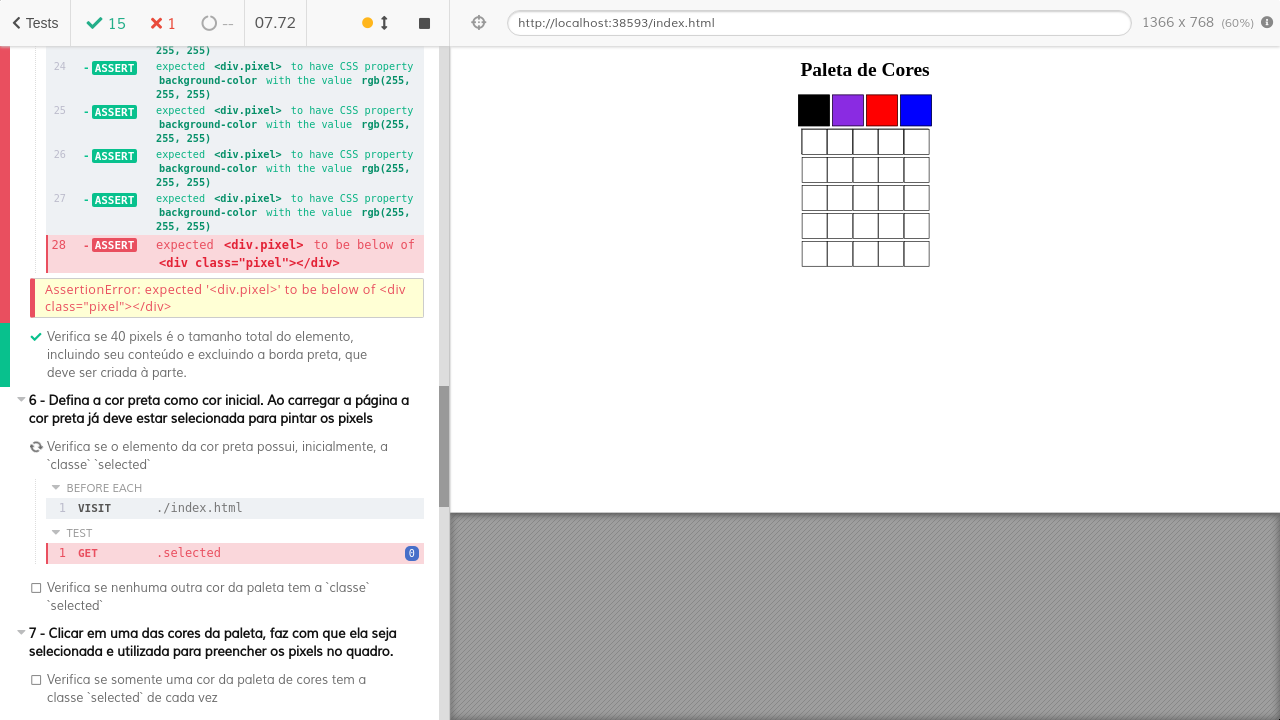 Tests
15
1
--
07.72
http://localhost:38593/index.html
1366 x 768 (60%)
255, 255)
24 -ASSERT expected <div.pixel> to have CSS property
background-color with the value rgb(255,
255, 255)
25 -ASSERT expected <div.pixel> to have CSS property
background-color with the value rgb(255,
255, 255)
26 -ASSERT expected <div.pixel> to have CSS property
background-color with the value rgb(255,
255, 255)
27 -ASSERT expected <div.pixel> to have CSS property
background-color with the value rgb(255,
255, 255)
28 -ASSERT expected <div.pixel> to be below of
<div class="pixel"></div>
AssertionError: expected '<div.pixel>' to be below of <div
class="pixel"></div>
Verifica se 40 pixels é o tamanho total do elemento,
incluindo seu conteúdo e excluindo a borda preta, que
deve ser criada à parte.
6 - Defina a cor preta como cor inicial. Ao carregar a página a
cor preta já deve estar selecionada para pintar os pixels
Verifica se o elemento da cor preta possui, inicialmente, a
`classe` `selected`
BEFORE EACH
1 VISIT ./index.html
TEST
1 GET .selected 0
Verifica se nenhuma outra cor da paleta tem a `classe`
`selected`
7 - Clicar em uma das cores da paleta, faz com que ela seja
selecionada e utilizada para preencher os pixels no quadro.
Verifica se somente uma cor da paleta de cores tem a
classe `selected` de cada vez
Paleta de Cores